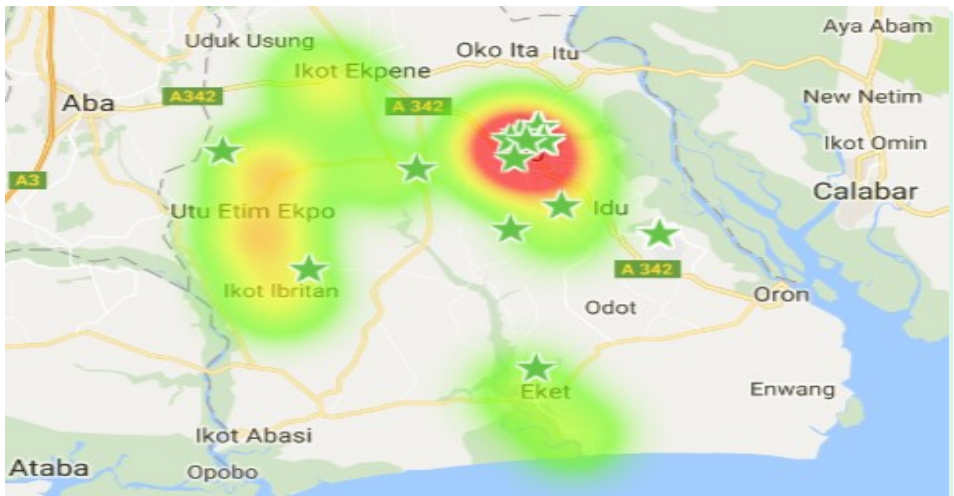 Aya Abam
Uduk Usung
Oko Ita
Itu
Ikot Ekpene
Aba
A342
A 342
New Netim
Ikot Omin
A3
Calabar
Utu Etim Ekpo
Idu
A 342
Ikot Ibritan
Oron
Odot
Eket
Enwang
Ikot Abasi
Ataba
Opobo